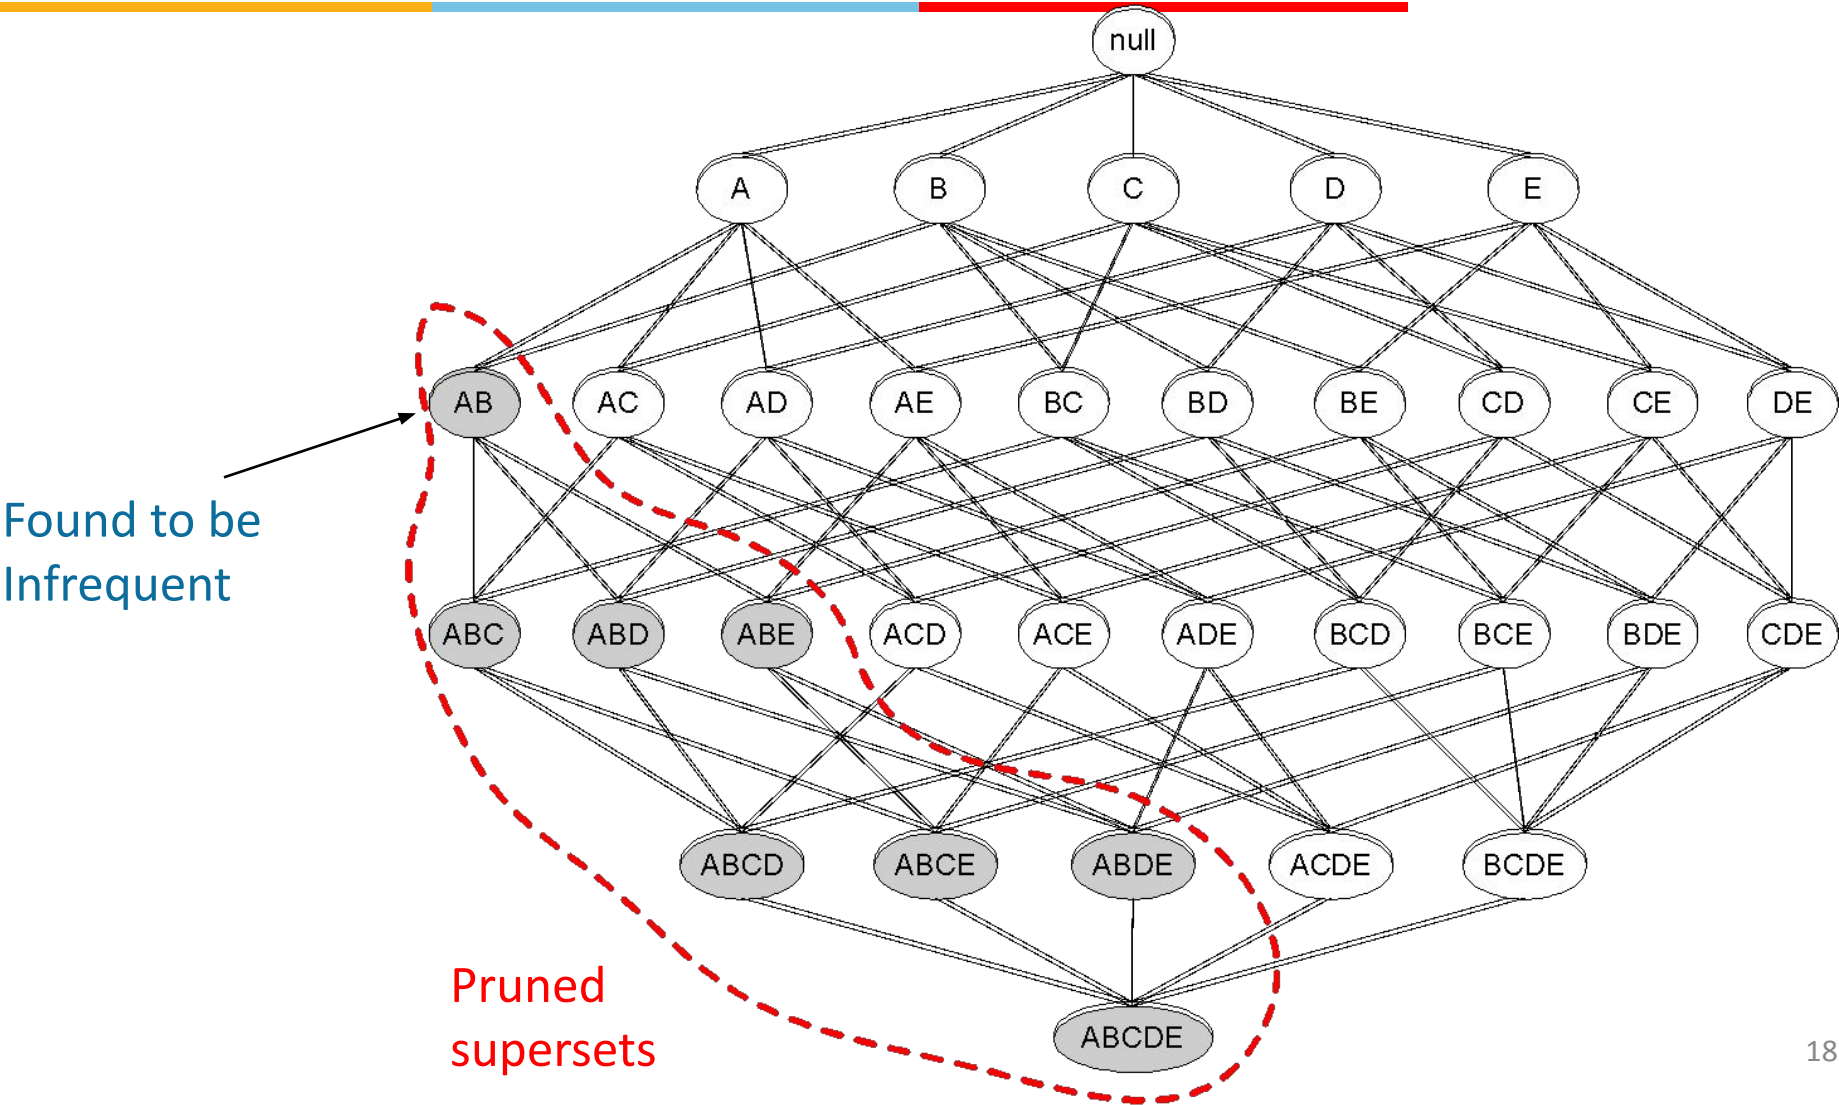 null
A B C D E
AB AC AD AE BC BD BE CD CE DE
Found to be
Infrequent
ABC ABD ABE ACD ACE ADE BCD BCE BDE CDE
ABCD ABCE ABDE ACDE BCDE
Pruned
supersets
ABCDE
18